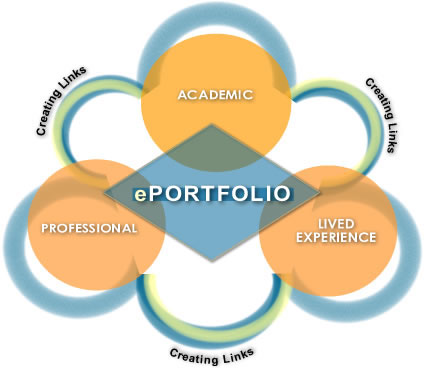 Creating Links
ACADEMIC
Creating Links
ePORTFOLIO
PROFESSIONAL
LIVED
EXPERIENCE
Creating Links